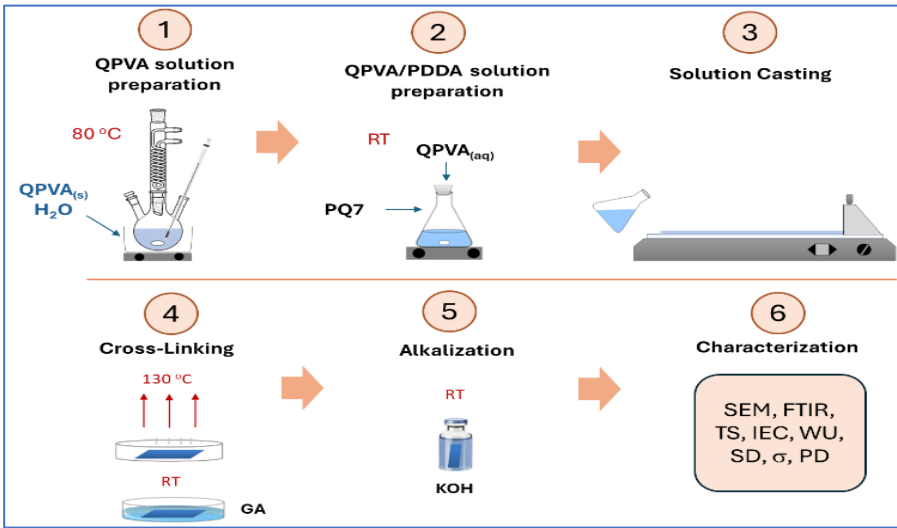 1
QPVA solution
preparation
80 °C
QPVA(s)
H₂O
2
QPVA/PDDA solution
preparation
RT
QPVA(aq)
PQ7
3
Solution Casting
4
Cross-Linking
130 °C
RT
GA
5
Alkalization
RT
KOH
6
Characterization
SEM, FTIR,
TS, IEC, WU,
SD, σ, PD